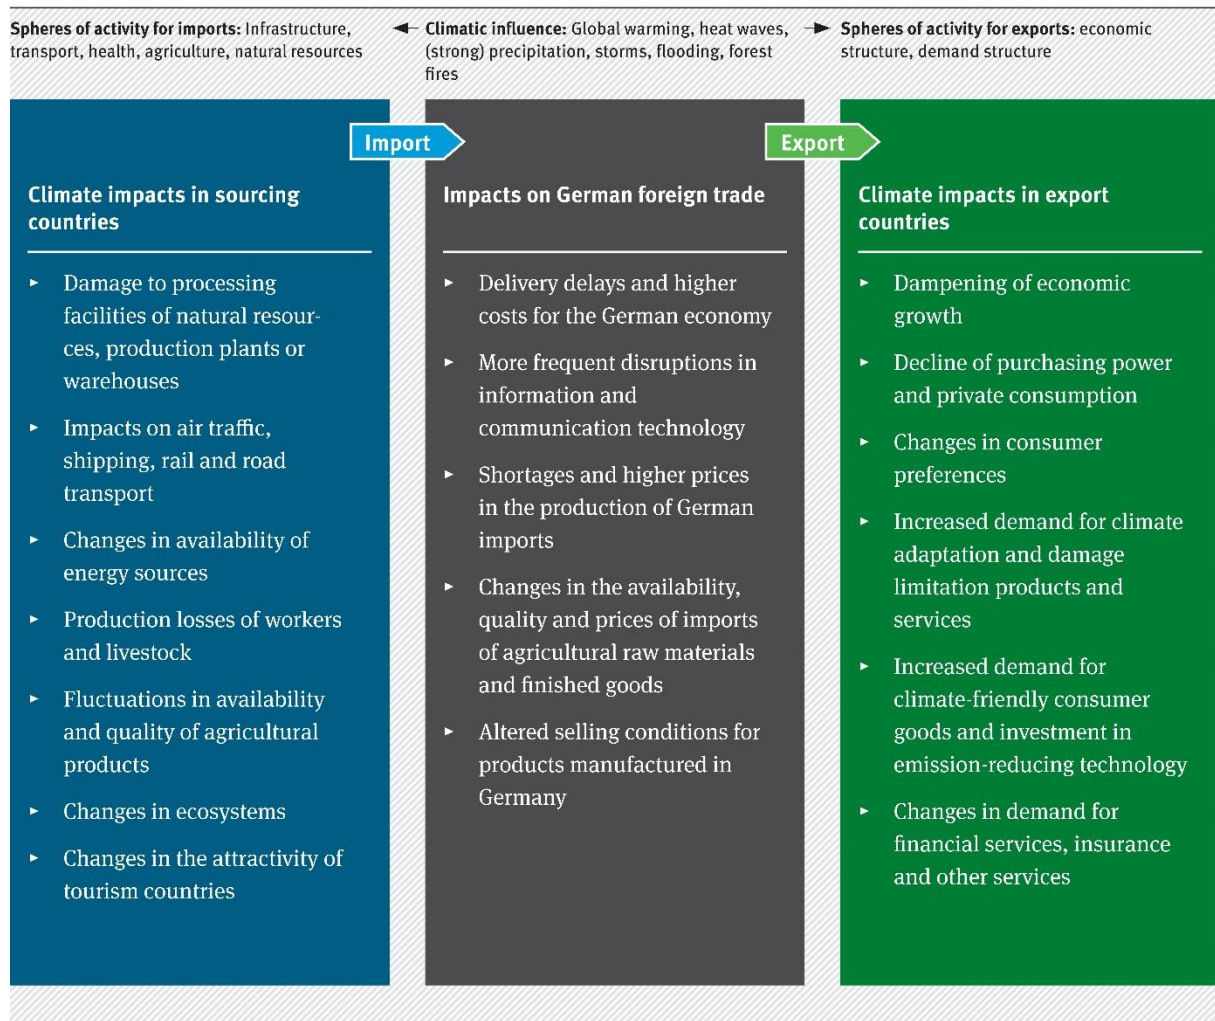 Spheres of activity for imports: Infrastructure,
transport, health, agriculture, natural resources
Climatic influence: Global warming, heat waves,
(strong) precipitation, storms, flooding, forest
fires
Spheres of activity for exports: economic
structure, demand structure
Import
Climate impacts in sourcing
countries
▸ Damage to processing
facilities of natural resour-
ces, production plants or
warehouses
▸ Impacts on air traffic,
shipping, rail and road
transport
▸ Changes in availability of
energy sources
▸ Production losses of workers
and livestock
▸ Fluctuations in availability
and quality of agricultural
products
▸ Changes in ecosystems
▸ Changes in the attractivity of
tourism countries
Export
Impacts on German foreign trade
▸ Delivery delays and higher
costs for the German economy
▸ More frequent disruptions in
information and
communication technology
▸ Shortages and higher prices
in the production of German
imports
▸ Changes in the availability,
quality and prices of imports
of agricultural raw materials
and finished goods
▸ Altered selling conditions for
products manufactured in
Germany
Climate impacts in export
countries
▸ Dampening of economic
growth
▸ Decline of purchasing power
and private consumption
▸ Changes in consumer
preferences
▸ Increased demand for climate
adaptation and damage
limitation products and
services
▸ Increased demand for
climate-friendly consumer
goods and investment in
emission-reducing technology
▸ Changes in demand for
financial services, insurance
and other services